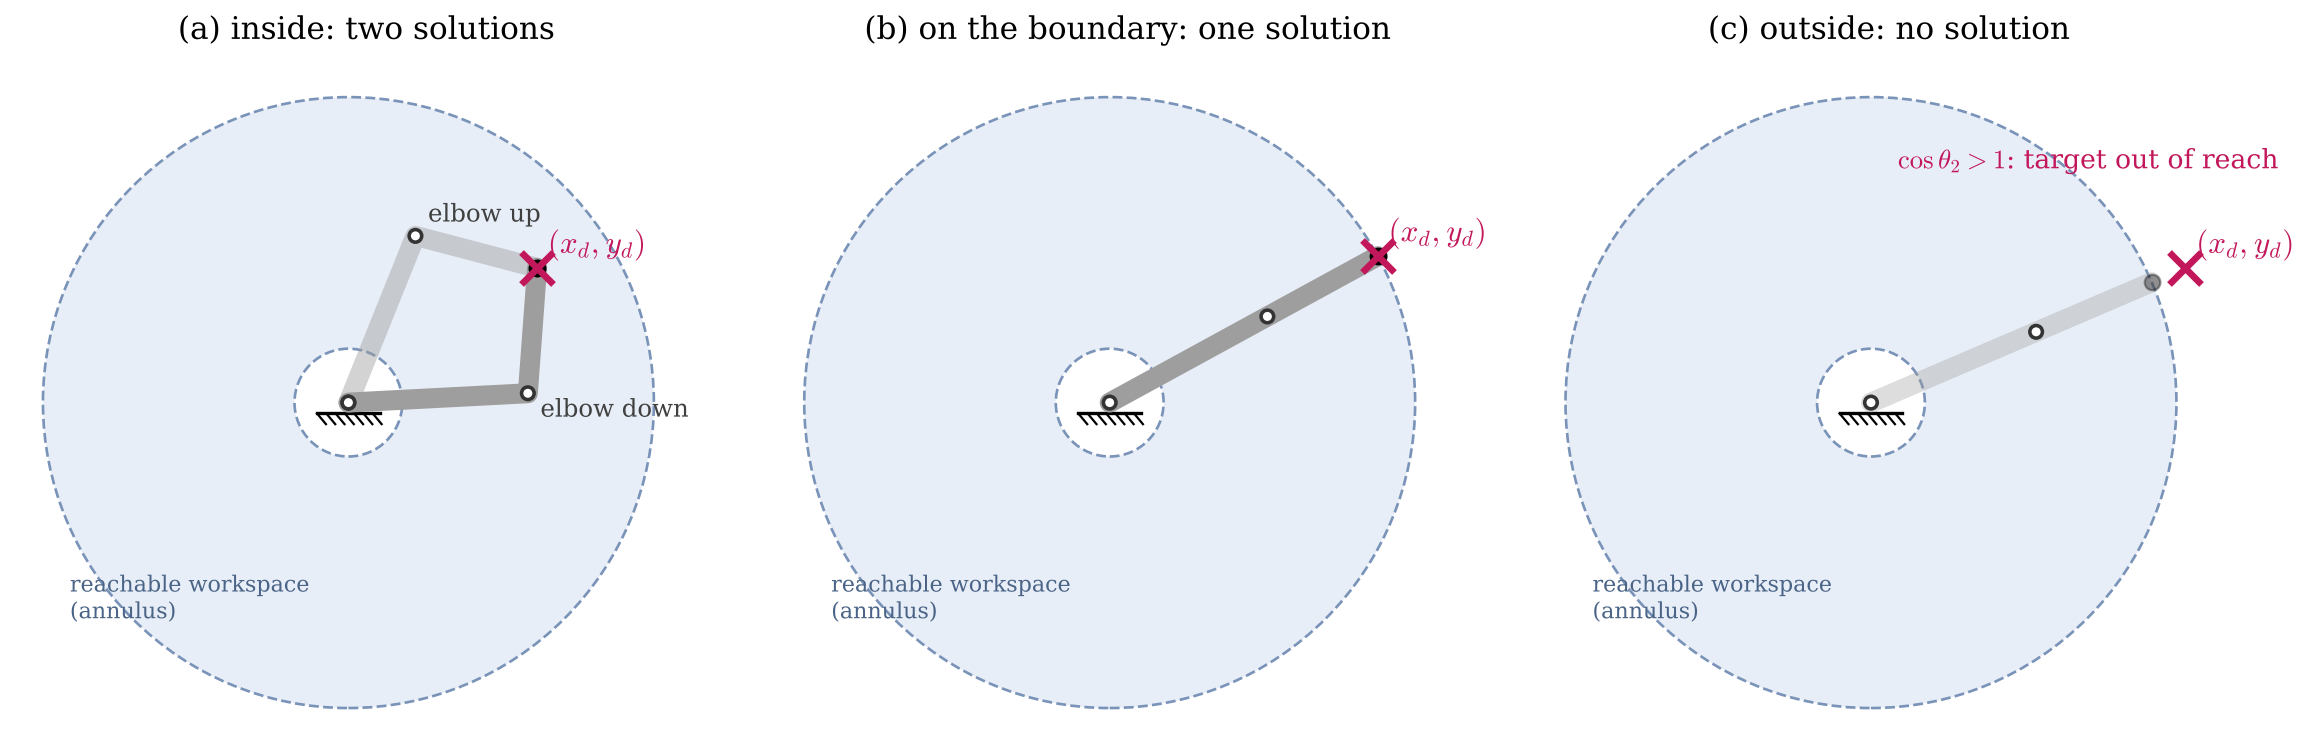 (a) inside: two solutions
elbow up
(x_d, y_d)
elbow down
reachable workspace
(annulus)
(b) on the boundary: one solution
(x_d, y_d)
reachable workspace
(annulus)
(c) outside: no solution
cos θ₂ > 1: target out of reach
(x_d, y_d)
reachable workspace
(annulus)